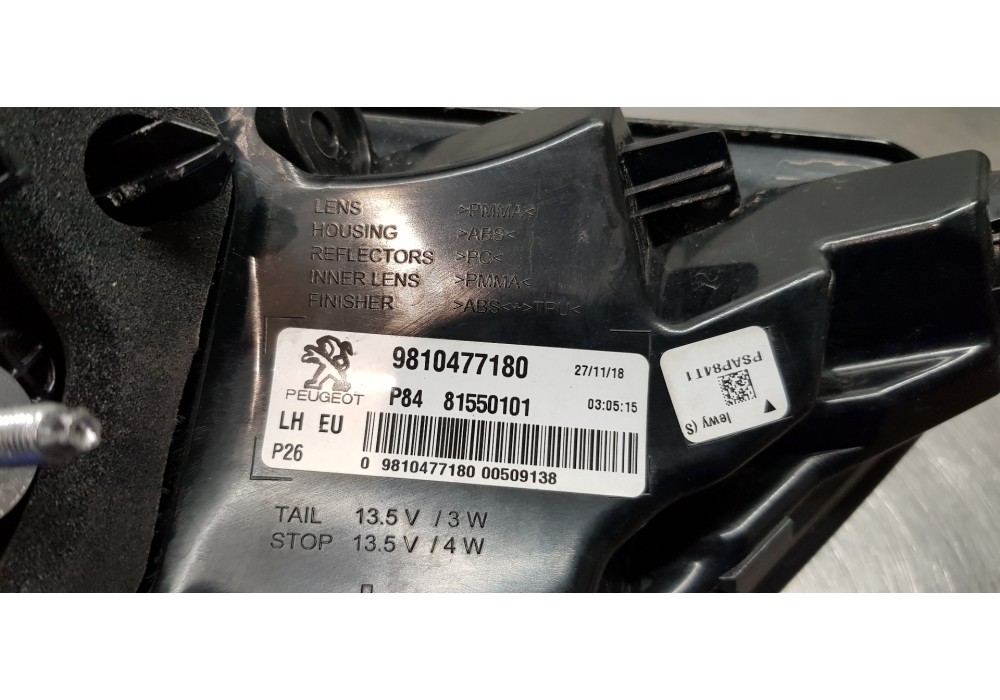 LENS >PMMA<
HOUSING >ABS<
REFLECTORS >PC<
INNER LENS >PMMA<
FINISHER >ABS<+>TPU<
9810477180 27/11/18
PEUGEOT P84 81550101 03:05:15
LH EU
P26
0 9810477180 00509138
PSAP84T1
lewy (S
TAIL 13.5 V / 3 W
STOP 13.5 V / 4 W